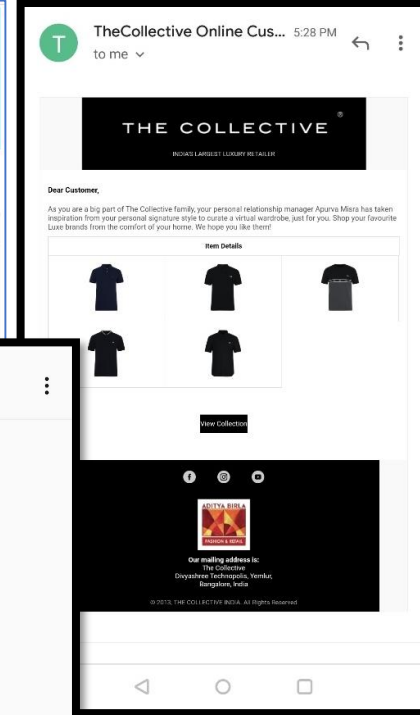 T
TheCollective Online Cus... 5:28 PM
to me
THE COLLECTIVE ®
INDIA'S LARGEST LUXURY RETAILER
Dear Customer,
As you are a big part of The Collective family, your personal relationship manager Apurva Misra has taken
inspiration from your personal signature style to curate a virtual wardrobe, just for you. Shop your favourite
Luxe brands from the comfort of your home. We hope you like them!
Item Details
View Collection
ADITYA BIRLA
FASHION & RETAIL
Our mailing address is:
The Collective
Divyashree Technopolis, Yemlur,
Bangalore, India
© 2013, THE COLLECTIVE INDIA. All Rights Reserved.